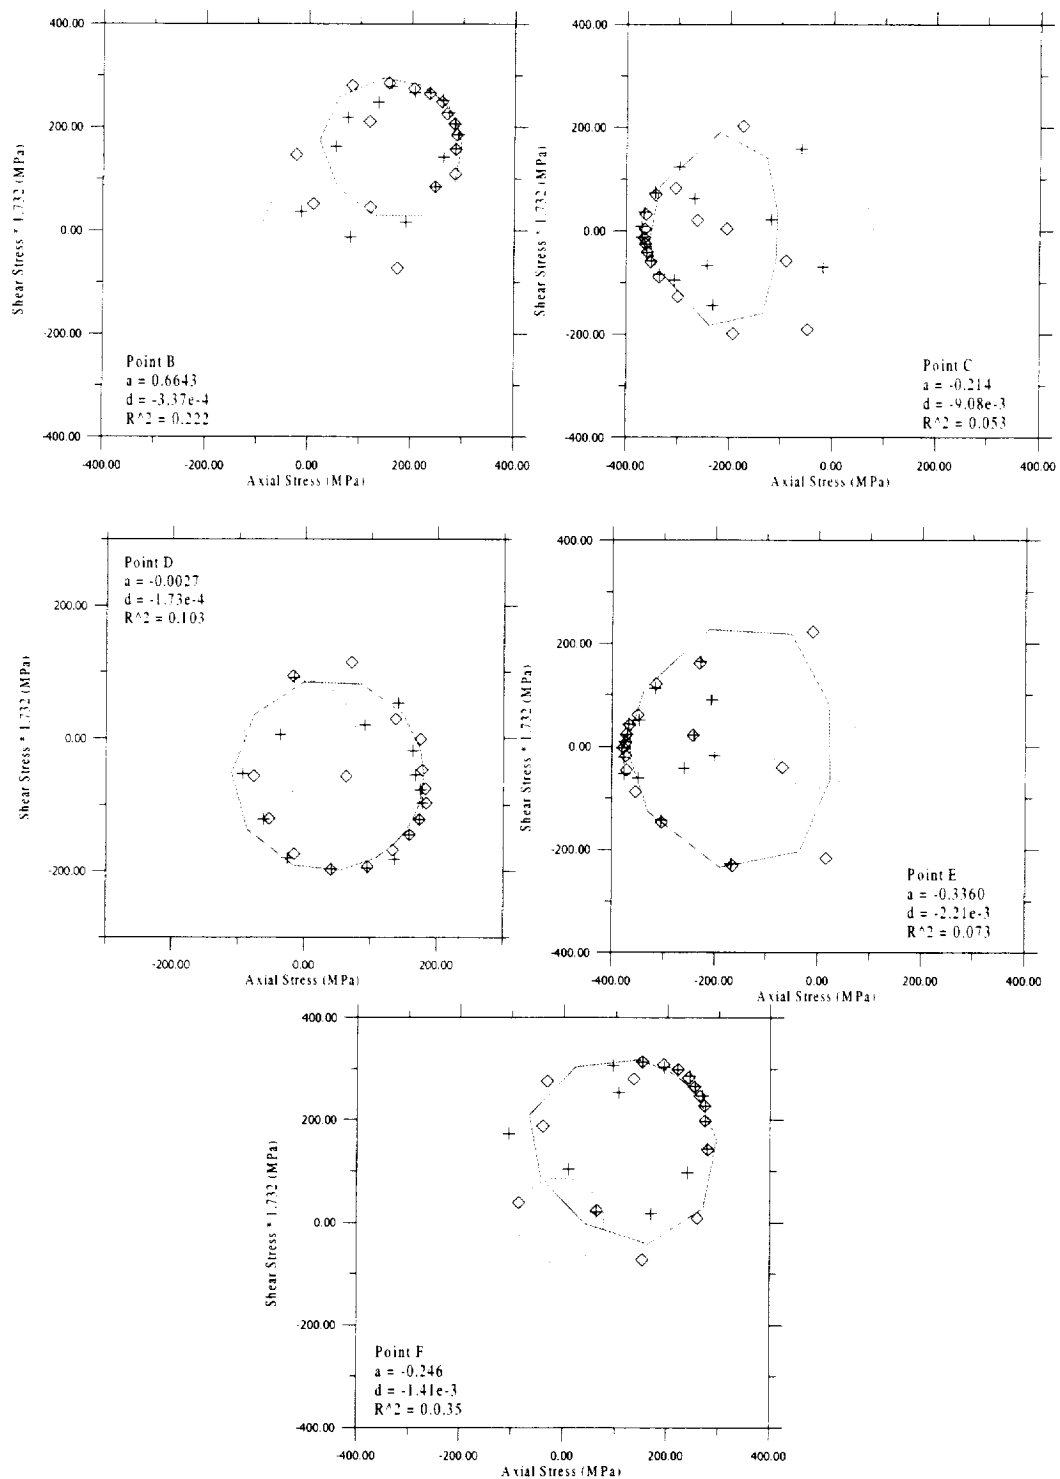 400.00
200.00
0.00
-200.00
-400.00
Shear Stress * 1.732 (MPa)
Point B
a = 0.6643
d = -3.37e-4
R^2 = 0.222
-400.00 -200.00 0.00 200.00 400.00
Axial Stress (MPa)
400.00
200.00
0.00
-200.00
-400.00
Shear Stress * 1.732 (MPa)
Point C
a = -0.214
d = -9.08e-3
R^2 = 0.053
-400.00 -200.00 0.00 200.00 400.00
Axial Stress (MPa)
Point D
a = -0.0027
d = -1.73e-4
R^2 = 0.103
200.00
0.00
-200.00
Shear Stress * 1.732 (MPa)
-200.00 0.00 200.00
Axial Stress (MPa)
400.00
200.00
0.00
-200.00
-400.00
Shear Stress * 1.732 (MPa)
Point E
a = -0.3360
d = -2.21e-3
R^2 = 0.073
-400.00 -200.00 0.00 200.00 400.00
Axial Stress (MPa)
400.00
200.00
0.00
-200.00
-400.00
Shear Stress * 1.732 (MPa)
Point F
a = -0.246
d = -1.41e-3
R^2 = 0.0.35
-400.00 -200.00 0.00 200.00 400.00
Axial Stress (MPa)